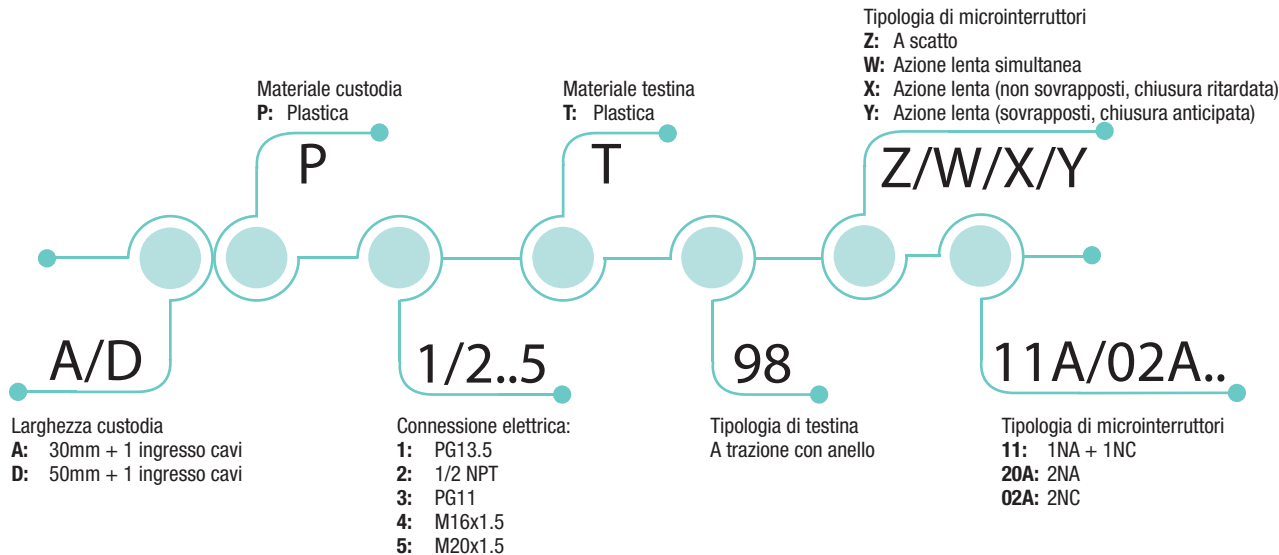 Tipologia di microinterruttori
Z: A scatto
W: Azione lenta simultanea
X: Azione lenta (non sovrapposti, chiusura ritardata)
Y: Azione lenta (sovrapposti, chiusura anticipata)
Materiale custodia
P: Plastica
Materiale testina
T: Plastica
P
T
Z/W/X/Y
A/D
1/2..5
98
11A/02A..
Larghezza custodia
A: 30mm + 1 ingresso cavi
D: 50mm + 1 ingresso cavi
Connessione elettrica:
1: PG13.5
2: 1/2 NPT
3: PG11
4: M16x1.5
5: M20x1.5
Tipologia di testina
A trazione con anello
Tipologia di microinterruttori
11: 1NA + 1NC
20A: 2NA
02A: 2NC